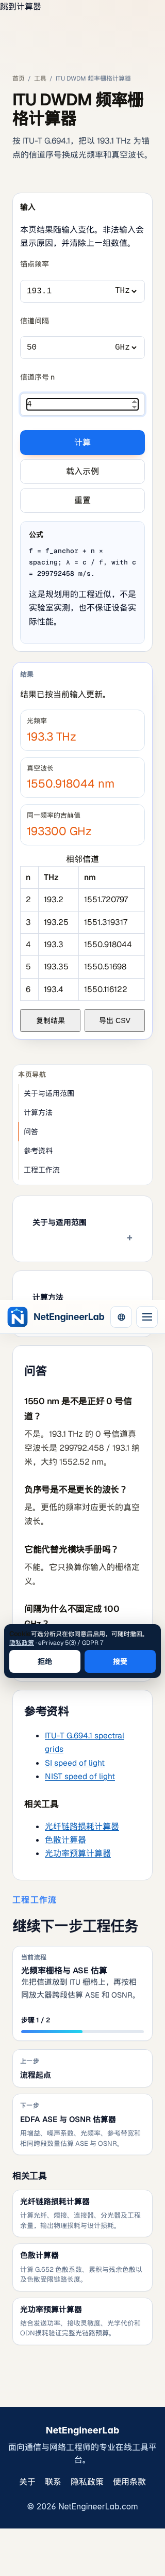 跳到计算器
首页 / 工具 / ITU DWDM 频率栅格计算器
ITU DWDM 频率栅
格计算器
按 ITU-T G.694.1，把以 193.1 THz 为锚
点的信道序号换成光频率和真空波长。
输入
本页结果随输入变化。非法输入会
显示原因，并清除上一组数值。
锚点频率
193.1 THz
信道间隔
50 GHz
信道序号 n
4
计算
载入示例
重置
公式
f = f_anchor + n ×
spacing; λ = c / f, with c
= 299792458 m/s.
这是规划用的工程近似，不是
实验室实测，也不保证设备实
际性能。
结果
结果已按当前输入更新。
光频率
193.3 THz
真空波长
1550.918044 nm
同一频率的吉赫值
193300 GHz
相邻信道
n THz nm
2 193.2 1551.720797
3 193.25 1551.319317
4 193.3 1550.918044
5 193.35 1550.51698
6 193.4 1550.116122
复制结果 导出 CSV
本页导航
关于与适用范围
计算方法
问答
参考资料
工程工作流
关于与适用范围
+
计算方法
NetEngineerLab
问答
1550 nm 是不是正好 0 号信
道？
不是。193.1 THz 的 0 号信道真
空波长是 299792.458 / 193.1 纳
米，大约 1552.52 nm。
负序号是不是更长的波长？
是。更低的频率对应更长的真空
波长。
它能代替光模块手册吗？
不能。它只换算你输入的栅格定
义。
间隔为什么不固定成 100
GHz？
可选分析只在你同意后启用，可随时撤回。
隐私政策 · ePrivacy 5(3) / GDPR 7
拒绝 接受
参考资料
ITU-T G.694.1 spectral
grids
SI speed of light
NIST speed of light
相关工具
光纤链路损耗计算器
色散计算器
光功率预算计算器
工程工作流
继续下一步工程任务
当前流程
光频率栅格与 ASE 估算
先把信道放到 ITU 栅格上，再按相
同放大器跨段估算 ASE 和 OSNR。
步骤 1 / 2
上一步
流程起点
下一步
EDFA ASE 与 OSNR 估算器
用增益、噪声系数、光频率、参考带宽和
相同跨段数量估算 ASE 与 OSNR。
相关工具
光纤链路损耗计算器
计算光纤、熔接、连接器、分光器及工程
余量，输出物理损耗与设计损耗。
色散计算器
计算 G.652 色散系数、累积与残余色散以
及色散受限链路长度。
光功率预算计算器
结合发送功率、接收灵敏度、光学代价和
ODN损耗验证完整光链路预算。
NetEngineerLab
面向通信与网络工程师的专业在线工具平
台。
关于 联系 隐私政策 使用条款
© 2026 NetEngineerLab.com